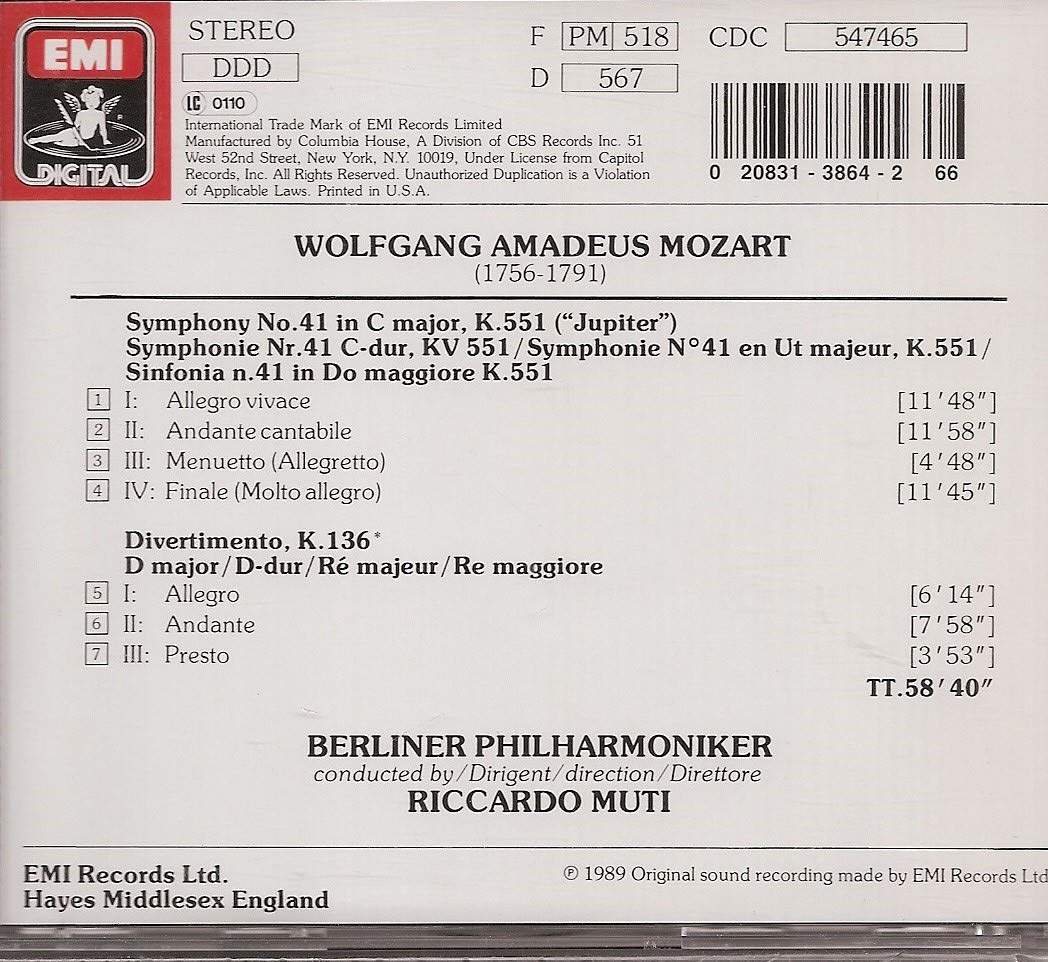 EMI
DIGITAL
STEREO
DDD
LC 0110
F PM 518 CDC 547465
D 567
International Trade Mark of EMI Records Limited
Manufactured by Columbia House, A Division of CBS Records Inc. 51
West 52nd Street, New York, N.Y. 10019, Under License from Capitol
Records, Inc. All Rights Reserved. Unauthorized Duplication is a Violation
of Applicable Laws. Printed in U.S.A.
0 20831 - 3864 - 2 66
WOLFGANG AMADEUS MOZART
(1756-1791)
Symphony No.41 in C major, K.551 (“Jupiter”)
Symphonie Nr.41 C-dur, KV 551/Symphonie N°41 en Ut majeur, K.551/
Sinfonia n.41 in Do maggiore K.551
1 I: Allegro vivace [11′48″]
2 II: Andante cantabile [11′58″]
3 III: Menuetto (Allegretto) [4′48″]
4 IV: Finale (Molto allegro) [11′45″]
Divertimento, K.136*
D major/D-dur/Ré majeur/Re maggiore
5 I: Allegro [6′14″]
6 II: Andante [7′58″]
7 III: Presto [3′53″]
TT.58′40″
BERLINER PHILHARMONIKER
conducted by/Dirigent/direction/Direttore
RICCARDO MUTI
EMI Records Ltd.
Hayes Middlesex England
℗ 1989 Original sound recording made by EMI Records Ltd